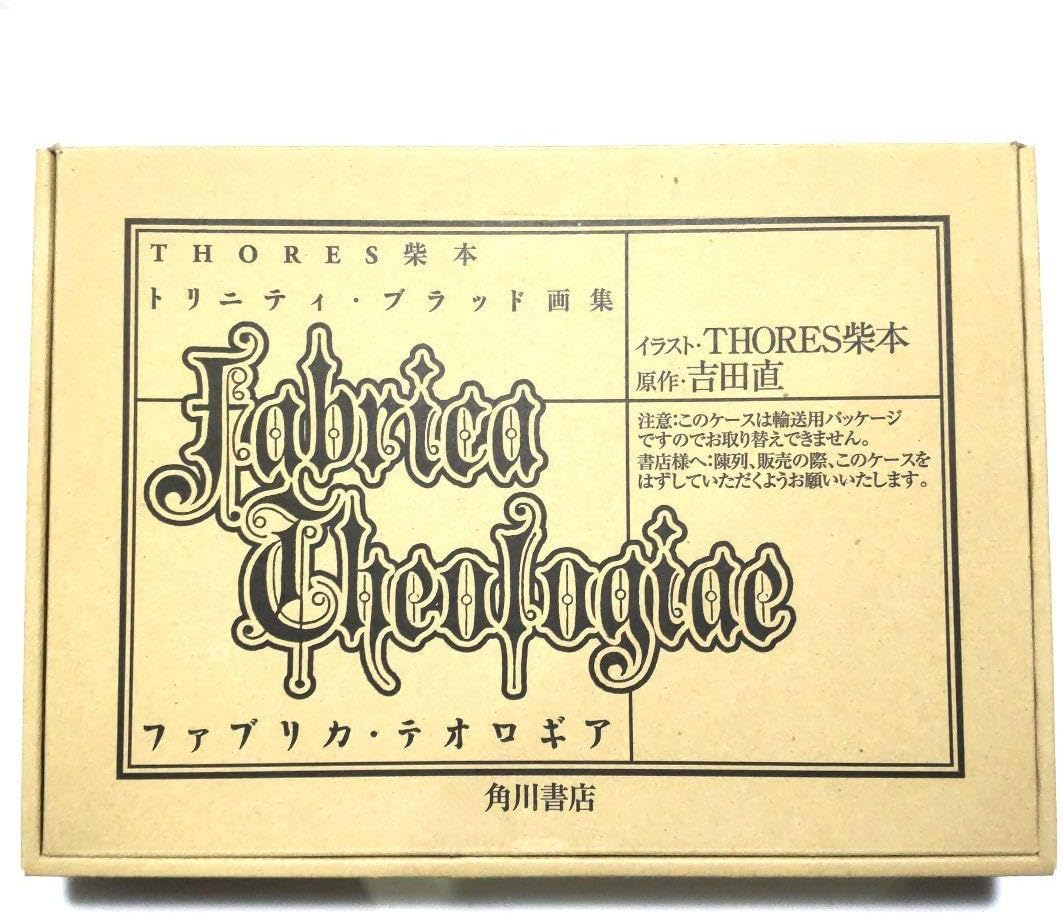 THORES柴本
トリニティ・ブラッド画集
Fabrica
Theologiae
ファブリカ・テオロギア
イラスト・THORES柴本
原作・吉田直
注意:このケースは輸送用パッケージ
ですのでお取り替えできません。
書店様へ:陳列、販売の際、このケースを
はずしていただくようお願いいたします。
角川書店